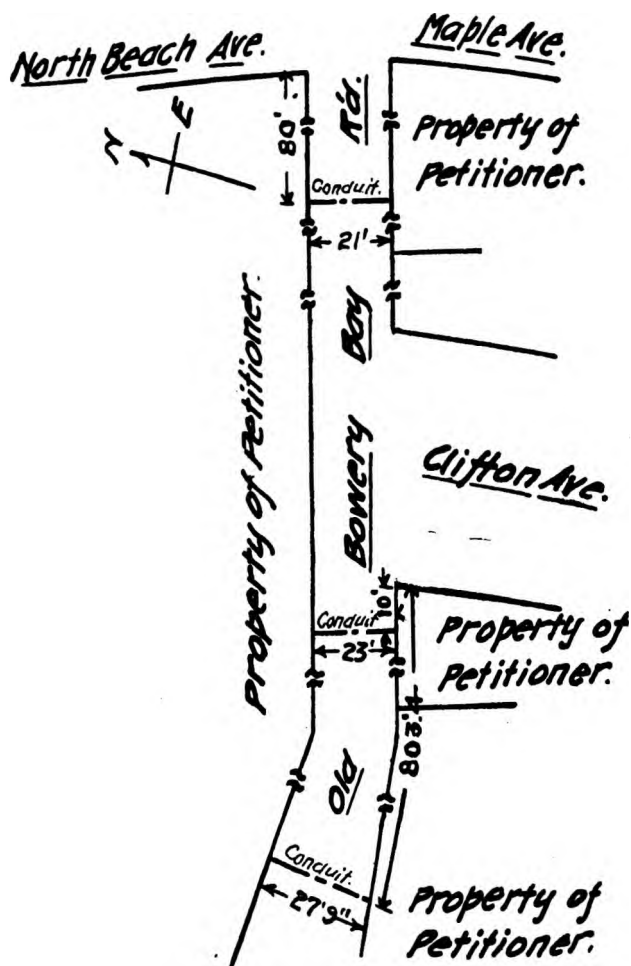 North Beach Ave.
Maple Ave.
N
E
80'
Rd.
Property of
Petitioner.
Conduit.
21'
Bay
Property of Petitioner.
Bowery
Clifton Ave.
10'
Conduit
23'
Property of
Petitioner.
803'.4
Old
Conduit.
27'9"
Property of
Petitioner.